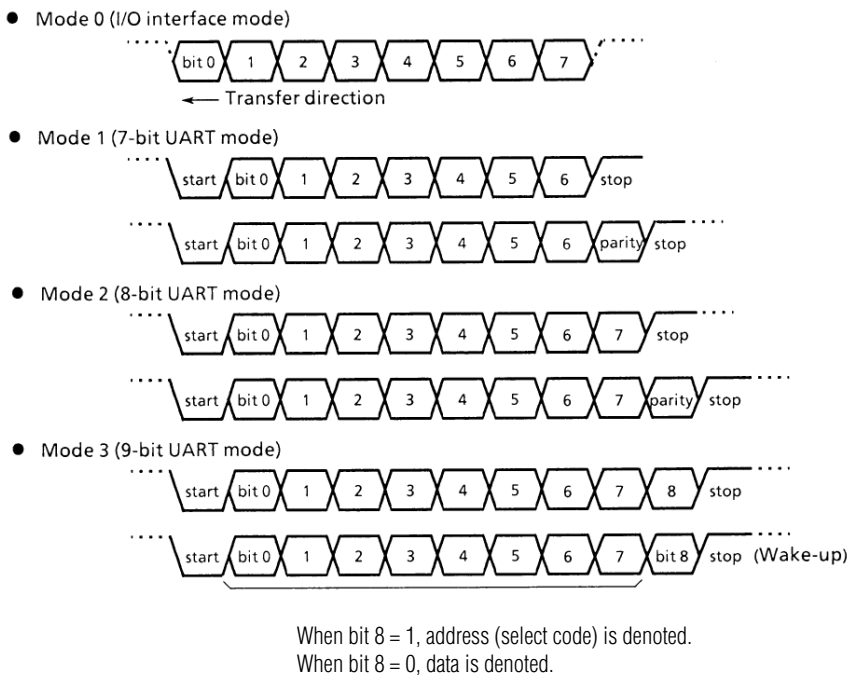 ● Mode 0 (I/O interface mode)
bit 0 1 2 3 4 5 6 7
← Transfer direction
● Mode 1 (7-bit UART mode)
start bit 0 1 2 3 4 5 6 stop
start bit 0 1 2 3 4 5 6 parity stop
● Mode 2 (8-bit UART mode)
start bit 0 1 2 3 4 5 6 7 stop
start bit 0 1 2 3 4 5 6 7 parity stop
● Mode 3 (9-bit UART mode)
start bit 0 1 2 3 4 5 6 7 8 stop
start bit 0 1 2 3 4 5 6 7 bit 8 stop (Wake-up)
When bit 8 = 1, address (select code) is denoted.
When bit 8 = 0, data is denoted.